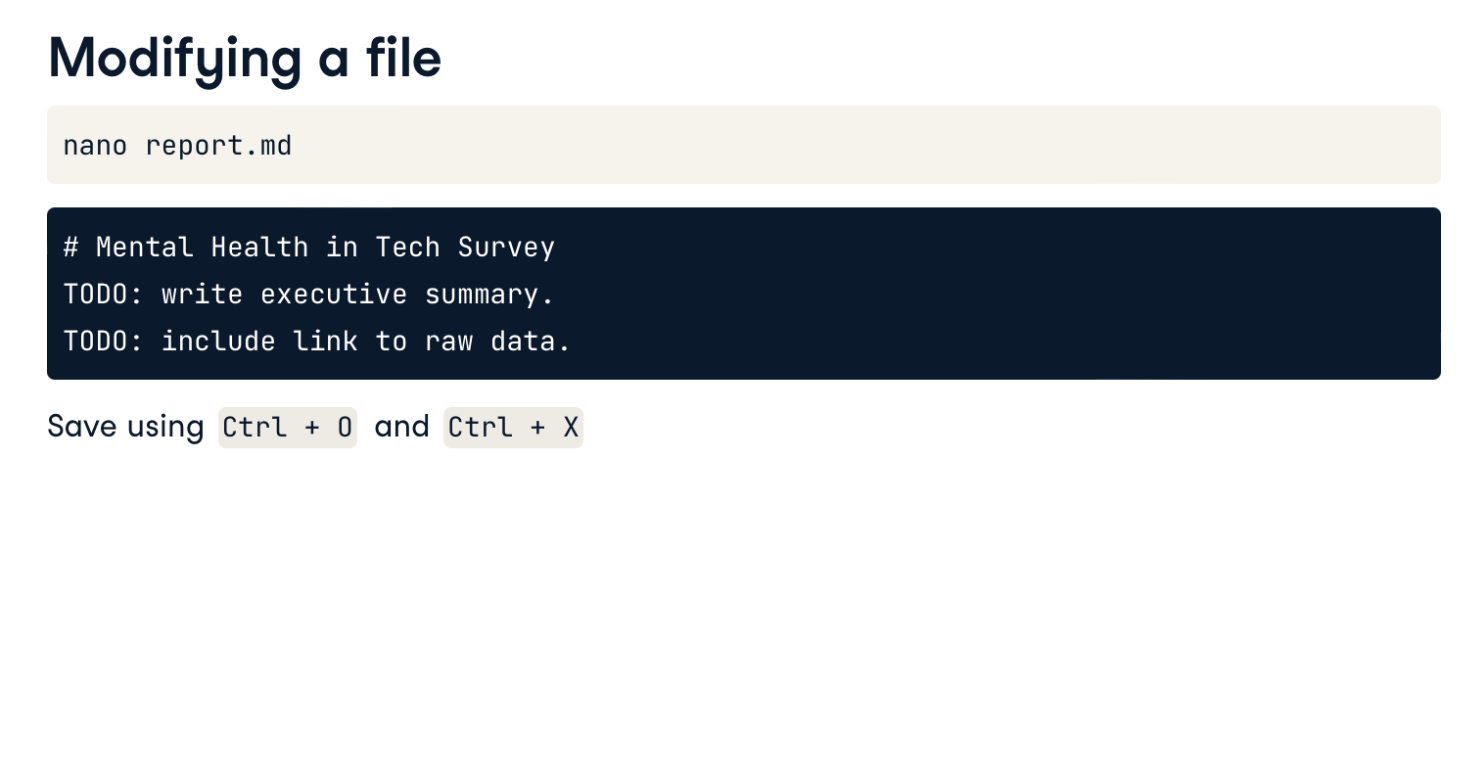 Modifying a file
nano report.md
# Mental Health in Tech Survey
TODO: write executive summary.
TODO: include link to raw data.
Save using Ctrl + O and Ctrl + X